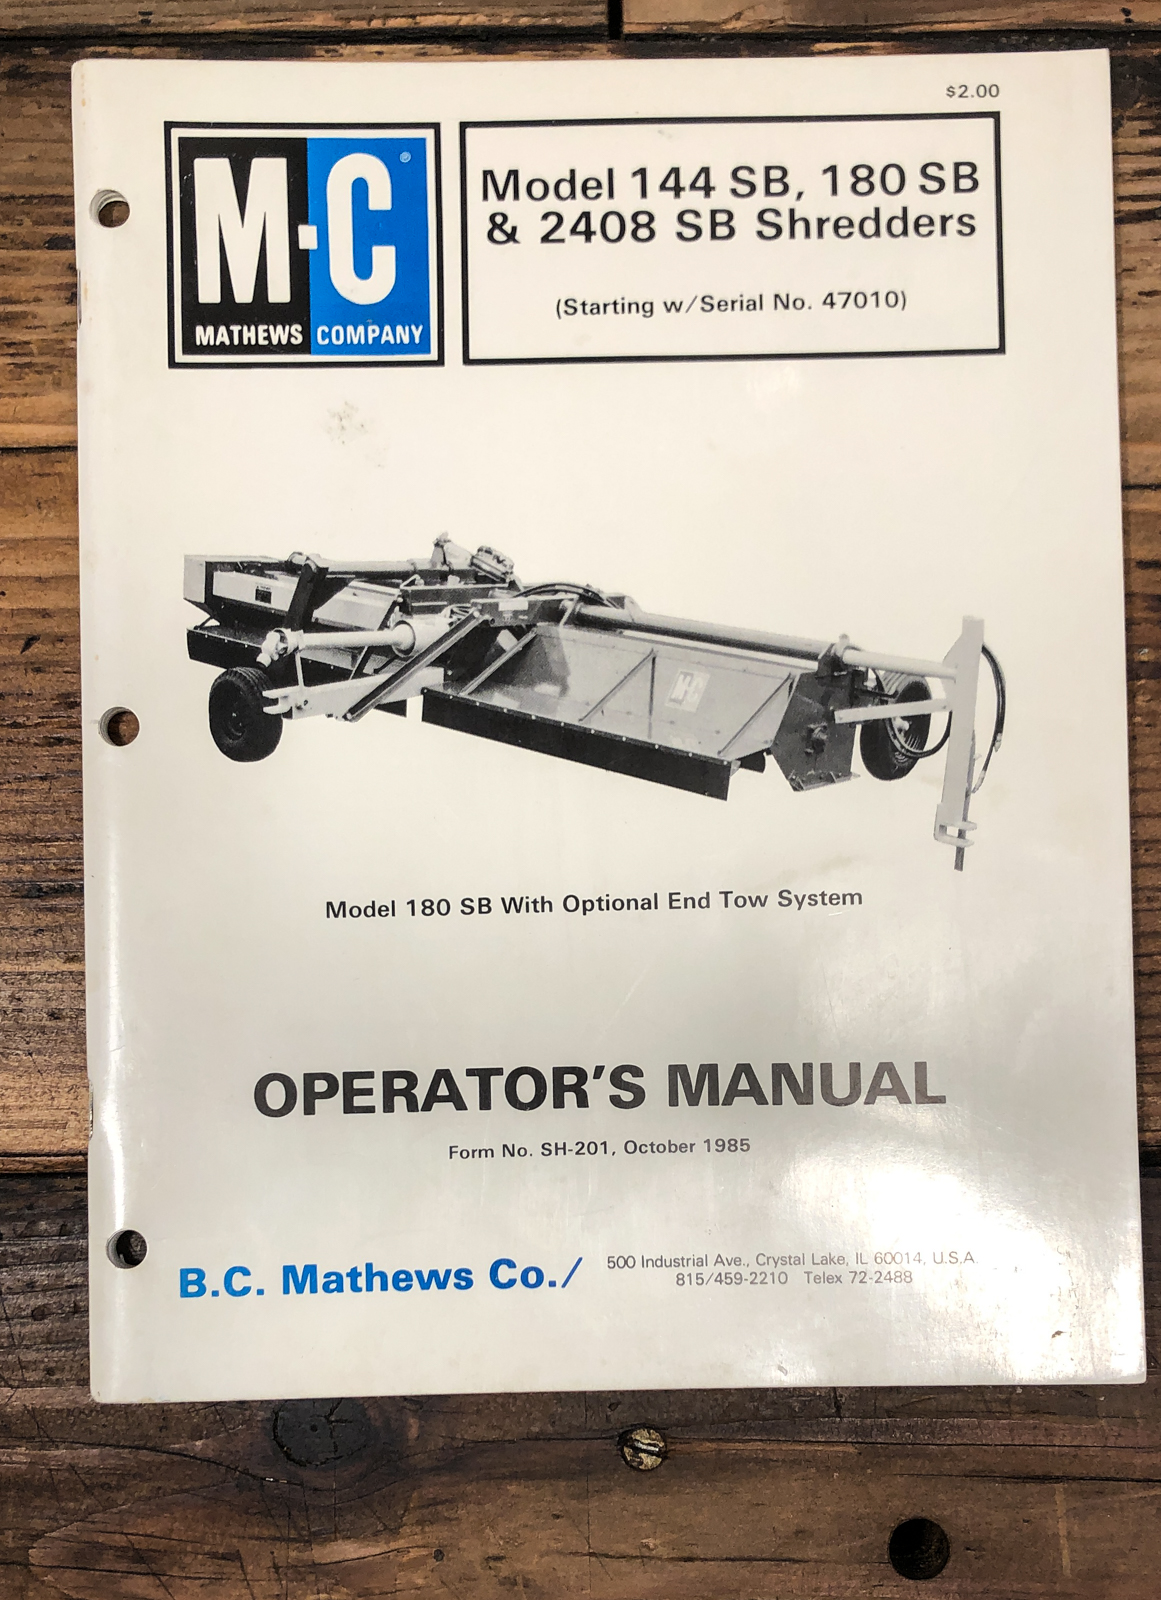 $2.00
M·C®
MATHEWS COMPANY
Model 144 SB, 180 SB
& 2408 SB Shredders
(Starting w/Serial No. 47010)
M·C
Model 180 SB With Optional End Tow System
OPERATOR'S MANUAL
Form No. SH-201, October 1985
B.C. Mathews Co./
500 Industrial Ave., Crystal Lake, IL 60014, U.S.A.
815/459-2210 Telex 72-2488